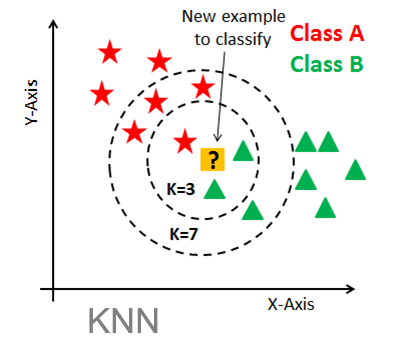 New example
to classify
Class A
Class B
Y-Axis
?
K=3
K=7
X-Axis
KNN